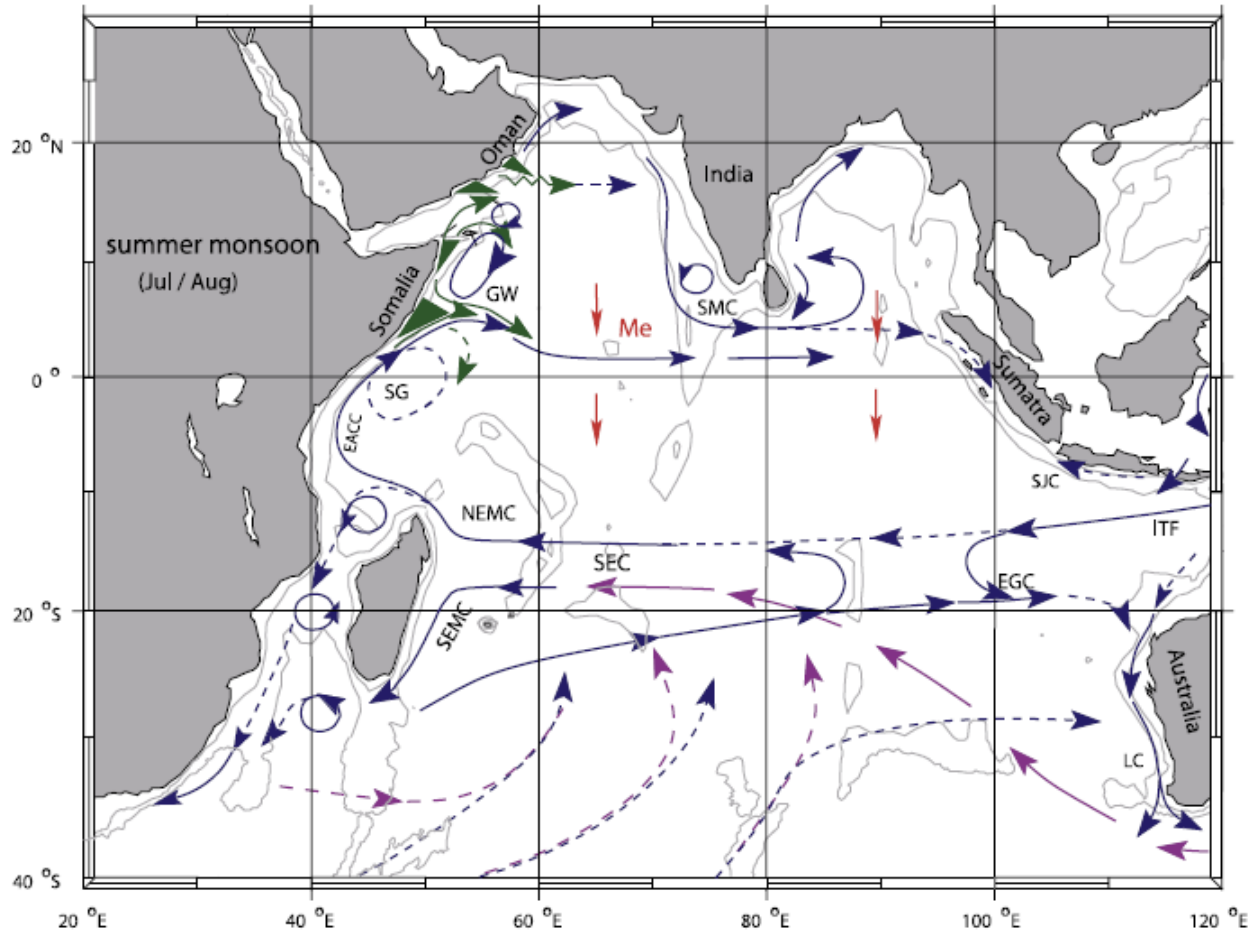 20 °N
0 °
20 °S
40 °S
20 °E
40 °E
60 °E
80 °E
100 °E
120 °E
summer monsoon
(Jul / Aug)
Oman
India
Somalia
GW
SMC
Me
SG
Sumatra
EACC
SJC
NEMC
ITF
SEC
EGC
SEMC
Australia
LC